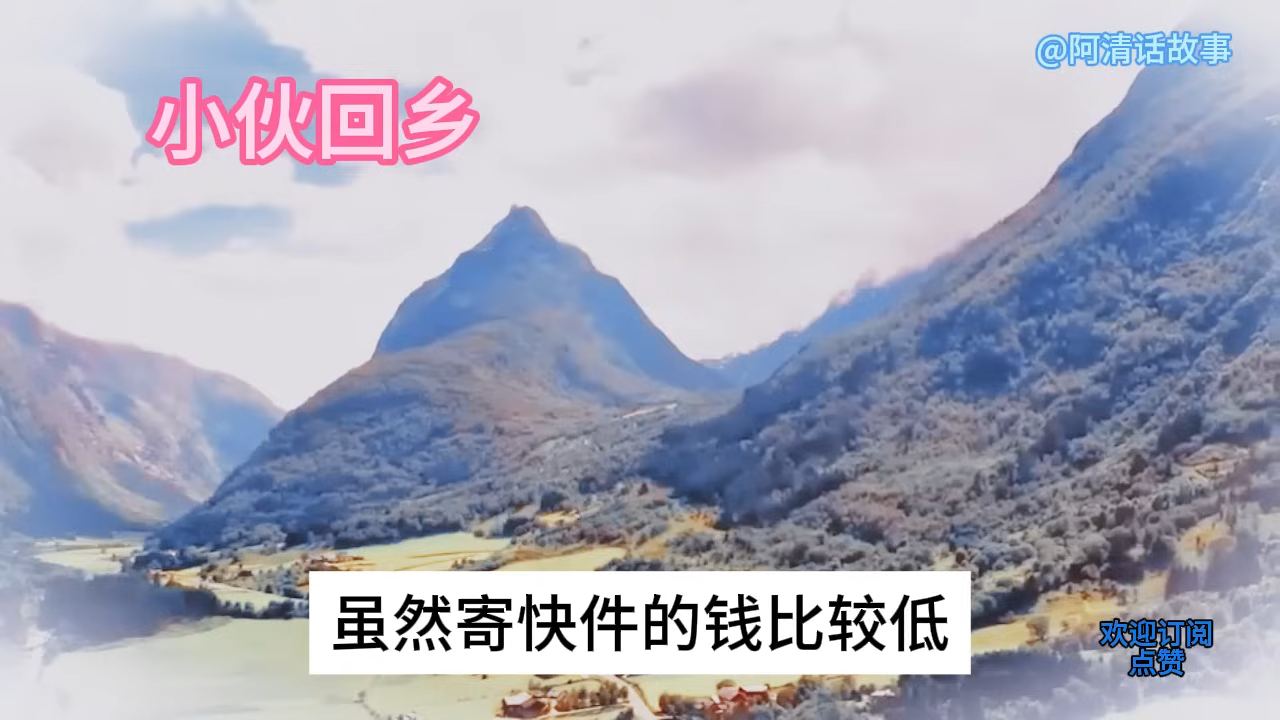 @阿清话故事
小伙回乡
虽然寄快件的钱比较低
欢迎订阅
点赞